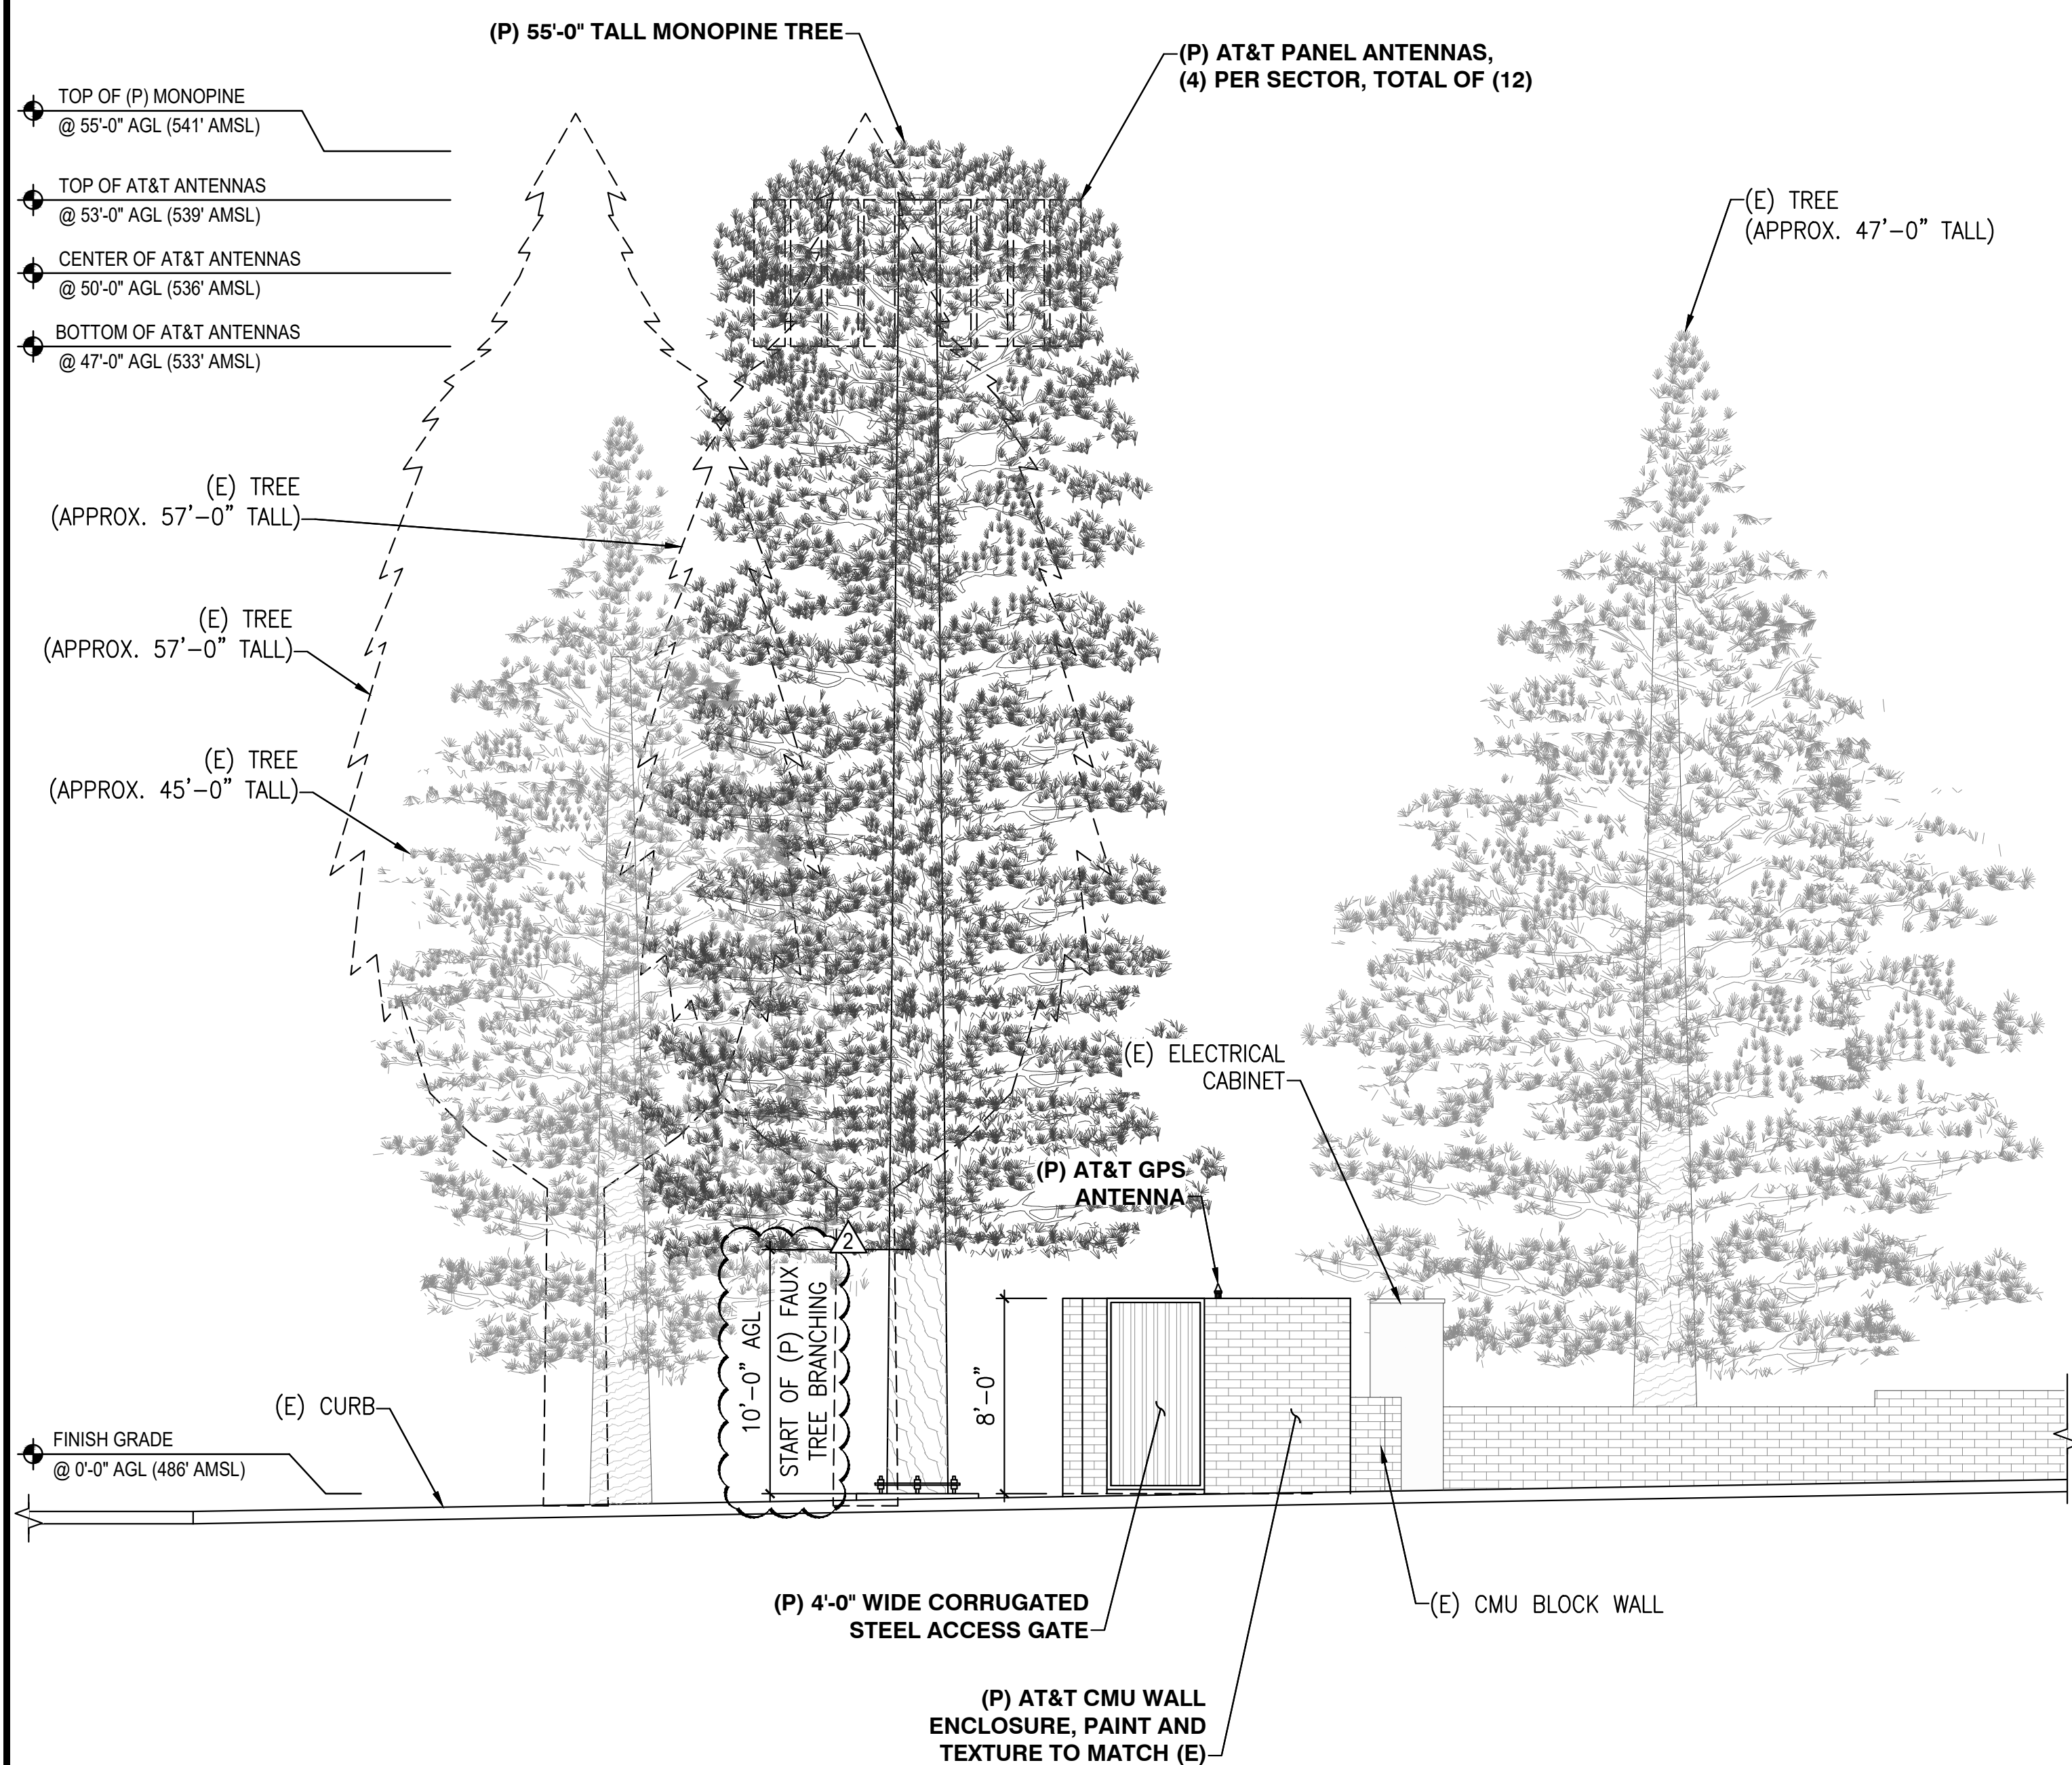 (P) 55'-0" TALL MONOPINE TREE
(P) AT&T PANEL ANTENNAS,
(4) PER SECTOR, TOTAL OF (12)
TOP OF (P) MONOPINE
@ 55'-0" AGL (541' AMSL)
TOP OF AT&T ANTENNAS
@ 53'-0" AGL (539' AMSL)
CENTER OF AT&T ANTENNAS
@ 50'-0" AGL (536' AMSL)
BOTTOM OF AT&T ANTENNAS
@ 47'-0" AGL (533' AMSL)
(E) TREE
(APPROX. 47'-0" TALL)
(E) TREE
(APPROX. 57'-0" TALL)
(E) TREE
(APPROX. 57'-0" TALL)
(E) TREE
(APPROX. 45'-0" TALL)
(E) ELECTRICAL
CABINET
(P) AT&T GPS
ANTENNA
2
10'-0" AGL
START OF (P) FAUX
TREE BRANCHING
8'-0"
(E) CURB
FINISH GRADE
@ 0'-0" AGL (486' AMSL)
(P) 4'-0" WIDE CORRUGATED
STEEL ACCESS GATE
(E) CMU BLOCK WALL
(P) AT&T CMU WALL
ENCLOSURE, PAINT AND
TEXTURE TO MATCH (E)